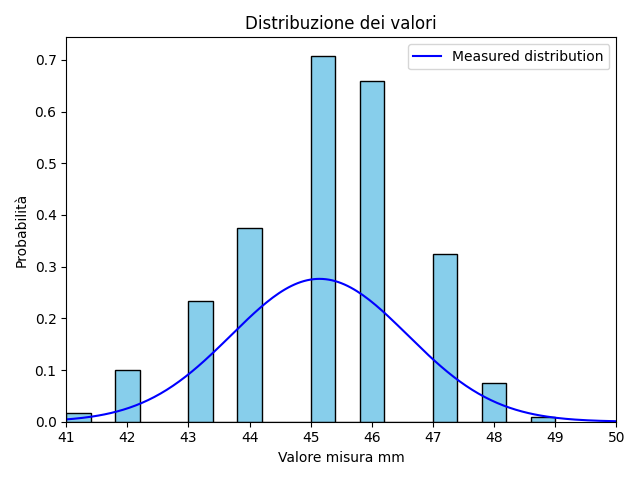 Distribuzione dei valori
Measured distribution
Probabilità
0.7
0.6
0.5
0.4
0.3
0.2
0.1
0.0
41 42 43 44 45 46 47 48 49 50
Valore misura mm